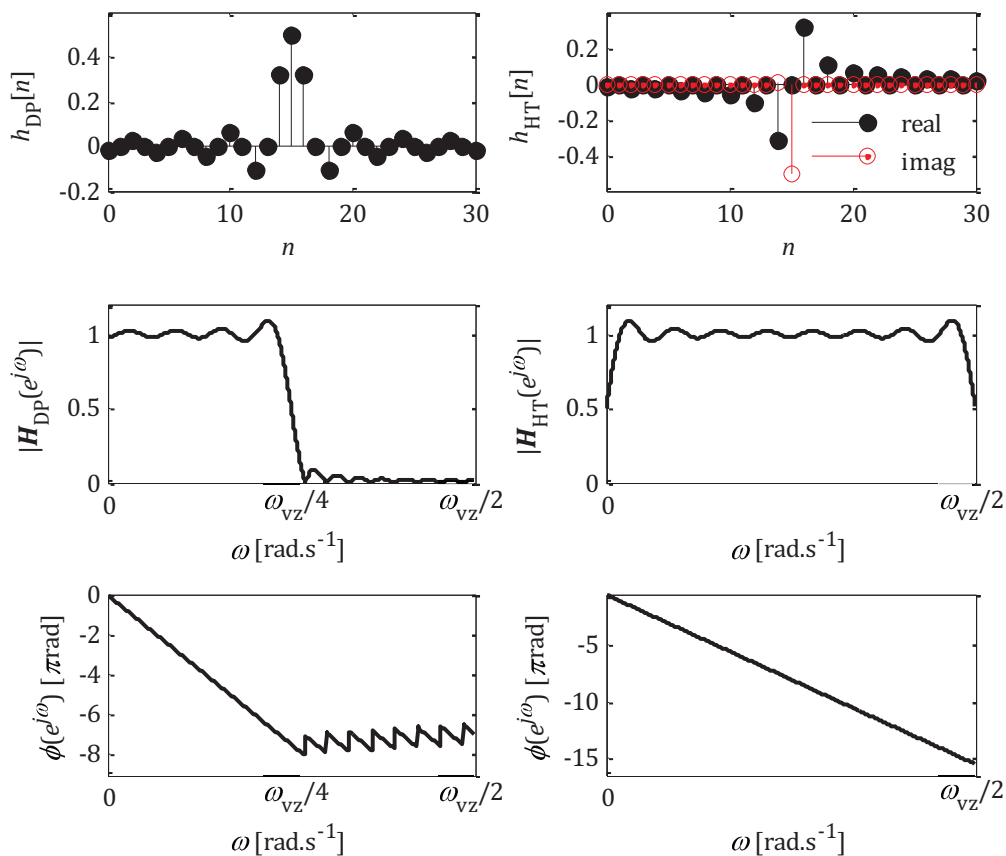 h_DP[n]
0.4
0.2
0
-0.2
0 10 20 30
n
h_HT[n]
0.2
0
-0.2
-0.4
real
imag
0 10 20 30
n
|H_DP(e^{jω})|
1
0.5
0
0 ω_vz/4 ω_vz/2
ω [rad.s^{-1}]
|H_HT(e^{jω})|
1
0.5
0
0 ω_vz/2
ω [rad.s^{-1}]
ϕ(e^{jω}) [πrad]
0
-2
-4
-6
-8
0 ω_vz/4 ω_vz/2
ω [rad.s^{-1}]
ϕ(e^{jω}) [πrad]
-5
-10
-15
0 ω_vz/2
ω [rad.s^{-1}]